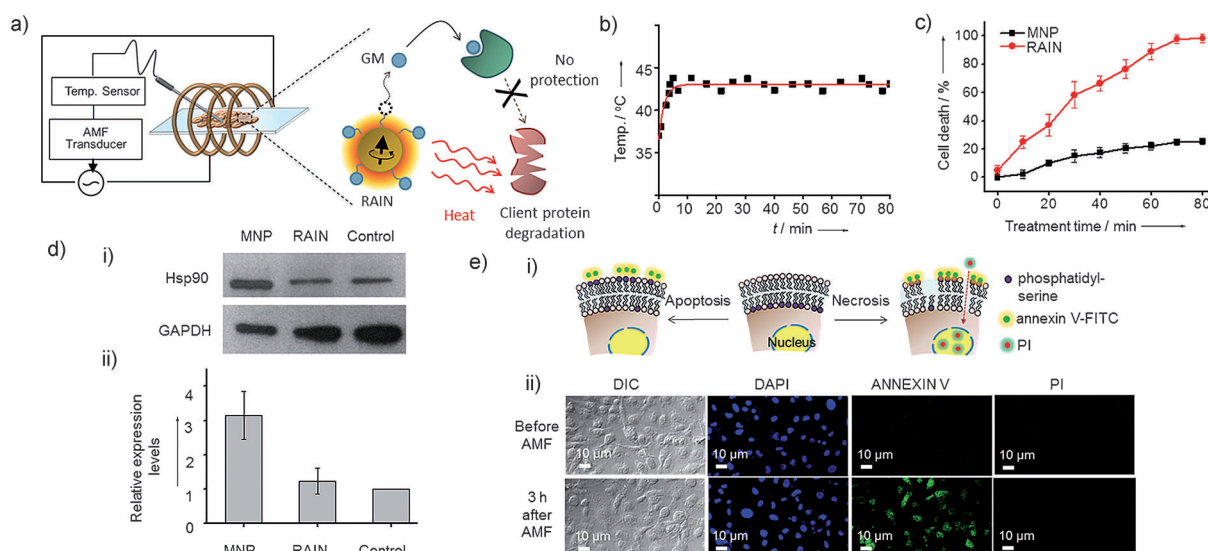 a)
Temp. Sensor
AMF
Transducer
GM
RAIN
Heat
No
protection
Client protein
degradation
b)
Temp./ ºC
45
40
35
0 10 20 30 40 50 60 70 80
t / min
c)
Cell death / %
MNP
RAIN
100
80
60
40
20
0
0 20 40 60 80
Treatment time / min
d)
i)
MNP RAIN Control
Hsp90
GAPDH
ii)
Relative expression
levels
4
3
2
1
0
MNP RAIN Control
e)
i)
Apoptosis
Necrosis
Nucleus
phosphatidyl-
serine
annexin V-FITC
PI
ii)
DIC DAPI ANNEXIN V PI
Before
AMF
10 µm 10 µm 10 µm 10 µm
3 h
after
AMF
10 µm 10 µm 10 µm 10 µm